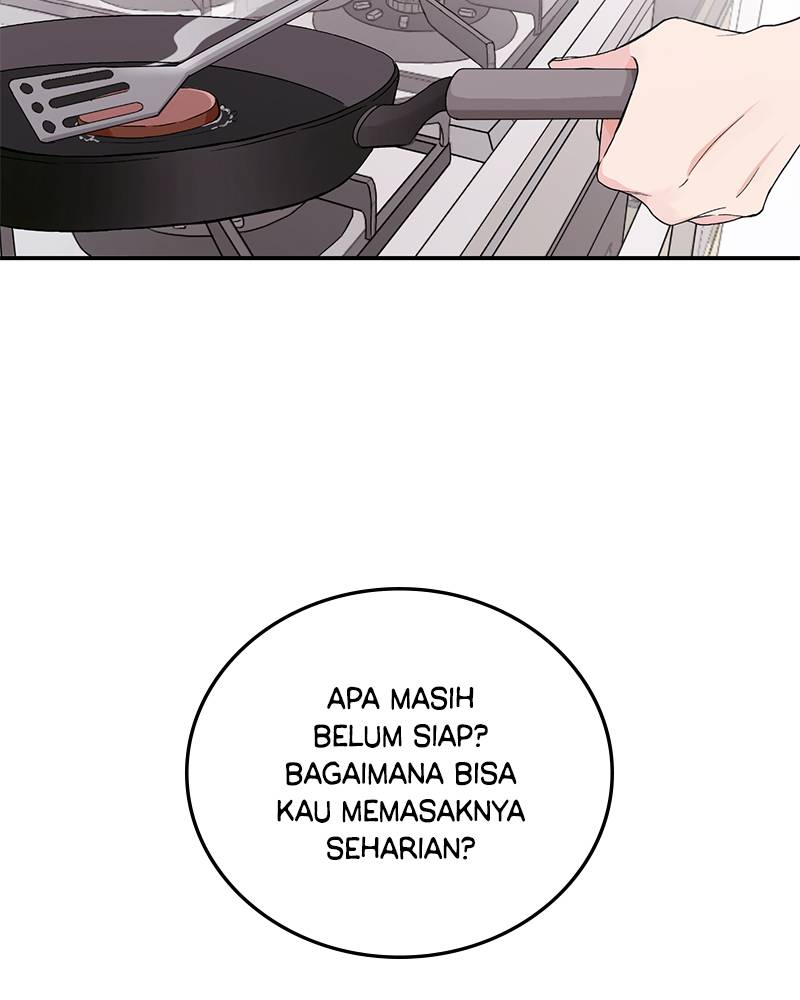 APA MASIH
BELUM SIAP?
BAGAIMANA BISA
KAU MEMASAKNYA
SEHARIAN?